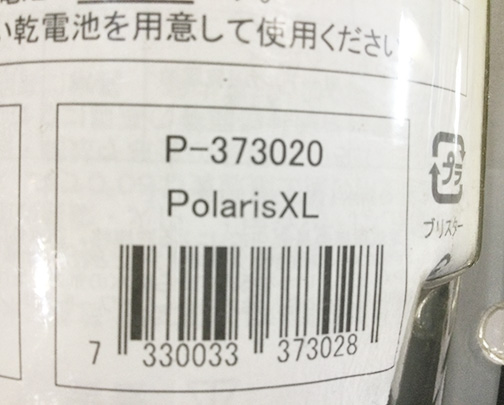 い乾電池を用意して使用ください
P-373020
PolarisXL
プラ
ブリスター
7 330033 373028